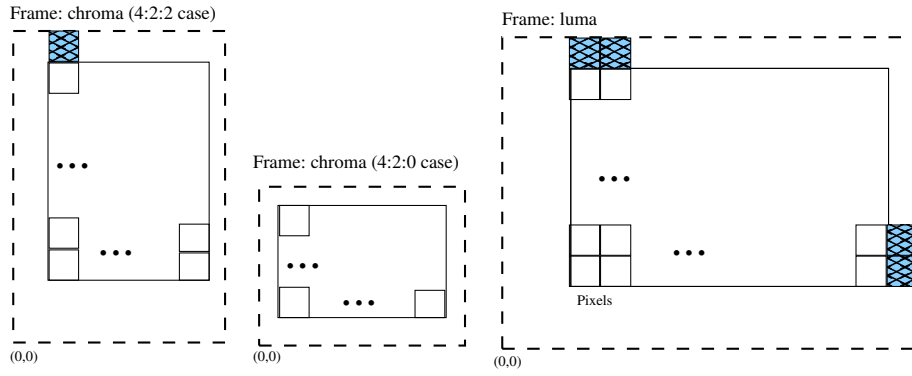 Frame: chroma (4:2:2 case)
Frame: luma
Frame: chroma (4:2:0 case)
Pixels
(0,0)
(0,0)
(0,0)